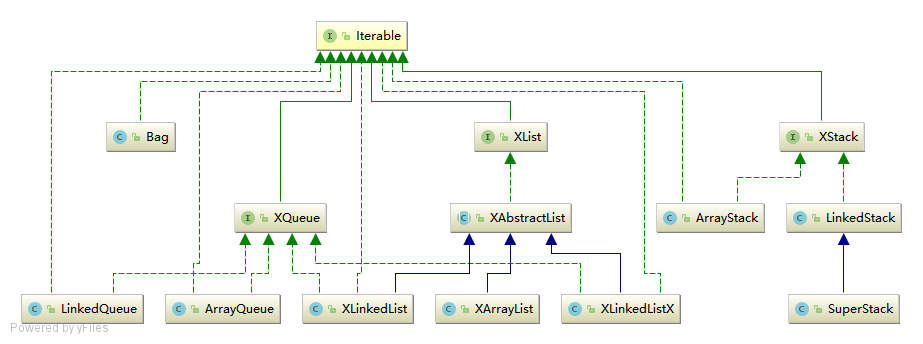 Iterable
Bag
XList
XStack
XQueue
XAbstractList
ArrayStack
LinkedStack
LinkedQueue
ArrayQueue
XLinkedList
XArrayList
XLinkedListX
SuperStack
Powered by yFiles